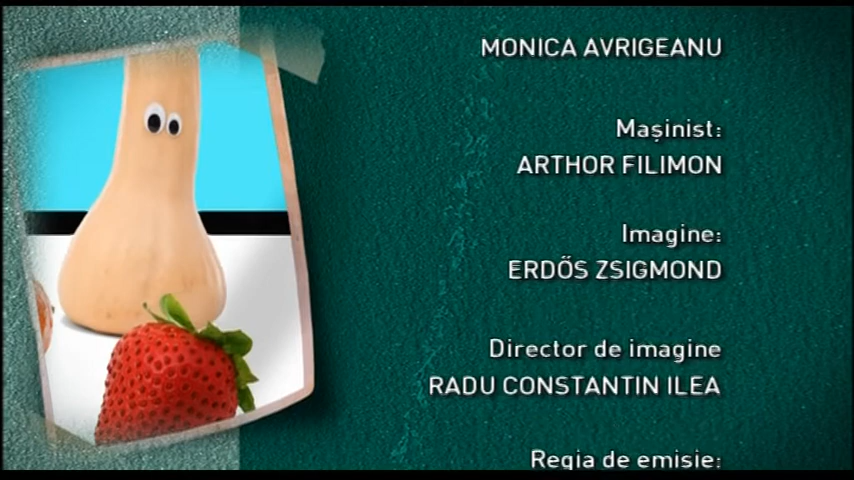 MONICA AVRIGEANU
Mașinist:
ARTHOR FILIMON
Imagine:
ERDŐS ZSIGMOND
Director de imagine
RADU CONSTANTIN ILEA
Regia de emisie: